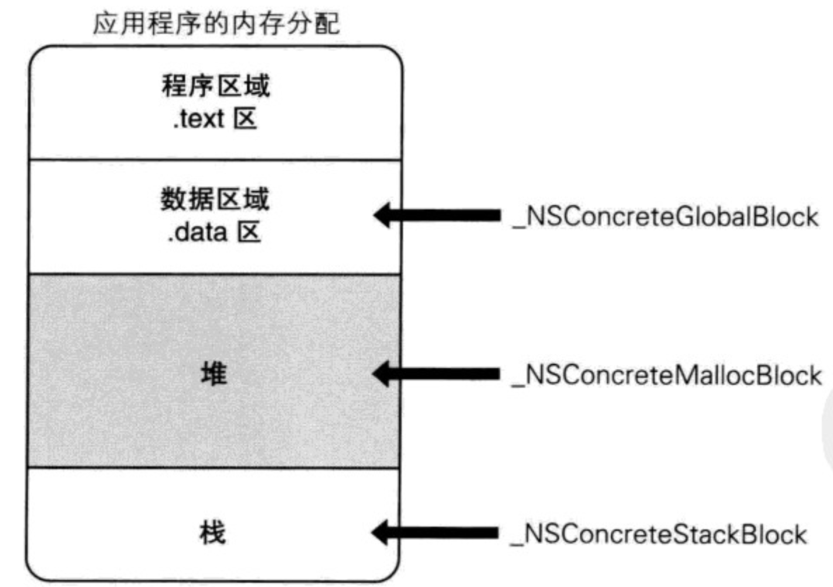 应用程序的内存分配
程序区域
.text 区
数据区域
.data 区
_NSConcreteGlobalBlock
堆
_NSConcreteMallocBlock
栈
_NSConcreteStackBlock